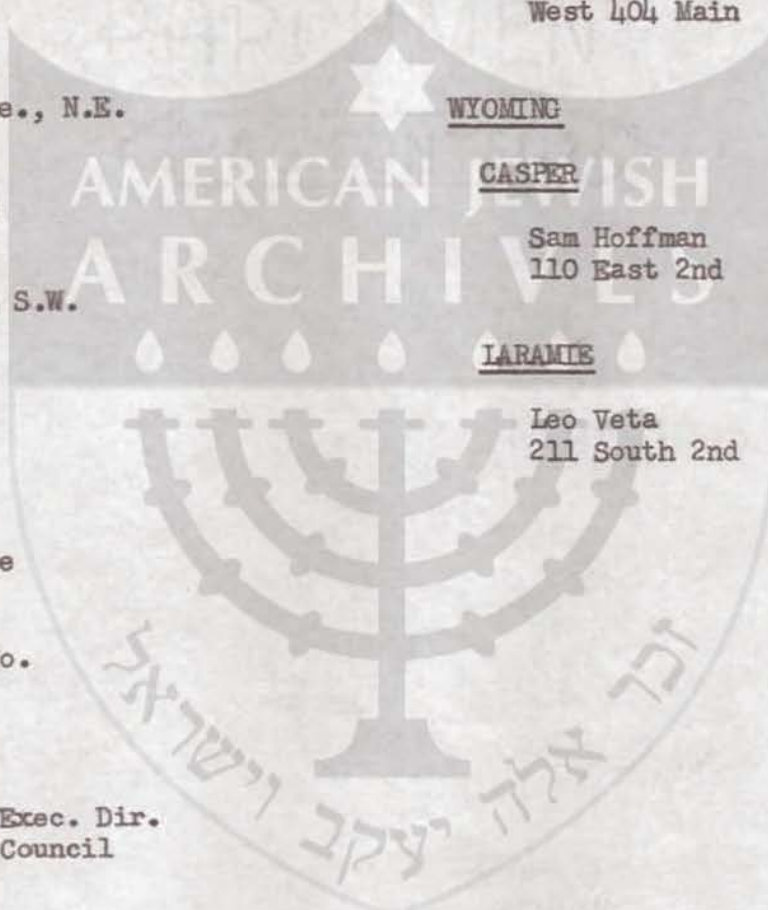 West 404 Main
e., N.E.
WYOMING
AMERICAN JEWISH
CASPER
Sam Hoffman
110 East 2nd
ARCHIVES
S.W.
LARAMIE
Leo Veta
211 South 2nd
e
o.
Exec. Dir.
Council
זכר אלה יעקב וישראל